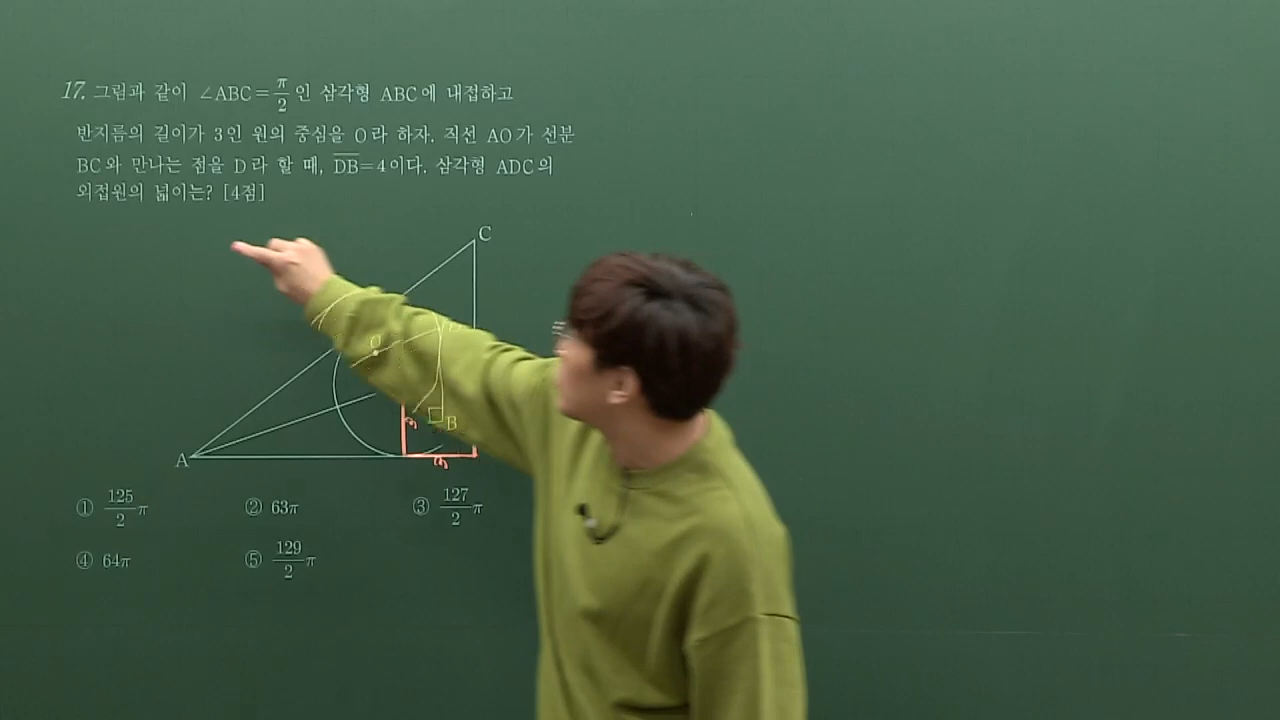 17. 그림과 같이 ∠ABC = π/2 인 삼각형 ABC에 내접하고
반지름의 길이가 3인 원의 중심을 O라 하자. 직선 AO가 선분
BC와 만나는 점을 D라 할 때, \overline{DB}=4이다. 삼각형 ADC의
외접원의 넓이는? [4점]
C
O
B
3
A
3
① 125/2 π ② 63π ③ 127/2 π
④ 64π ⑤ 129/2 π